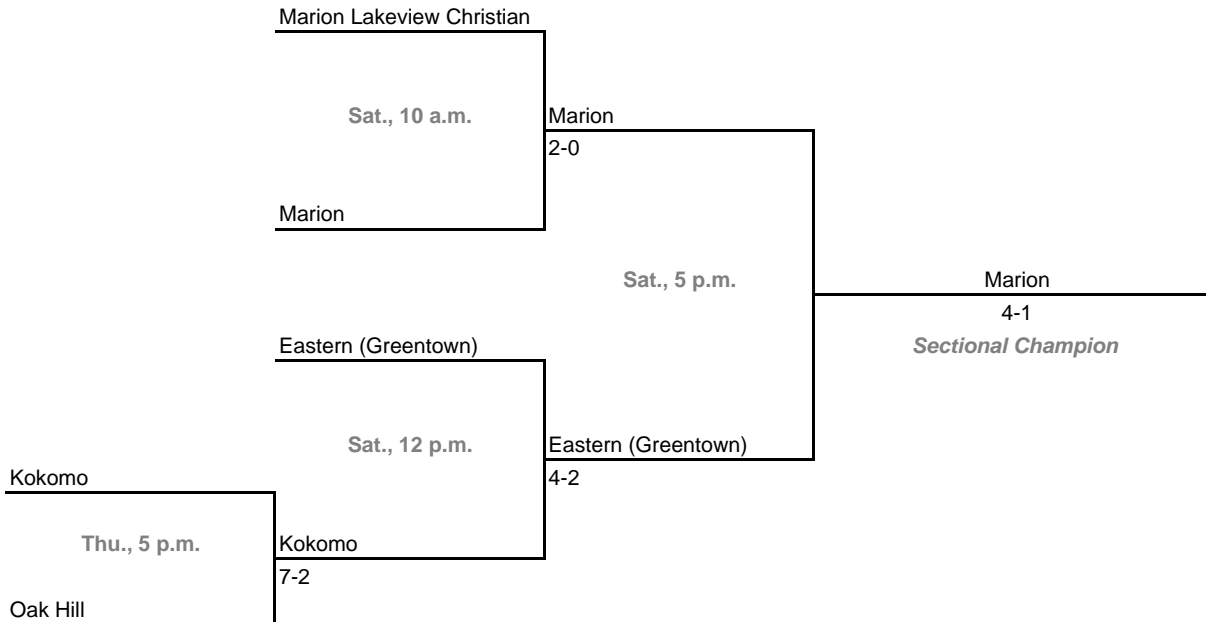 Marion Lakeview Christian
Sat., 10 a.m.
Marion
2-0
Marion
Sat., 5 p.m.
Marion
4-1
Sectional Champion
Eastern (Greentown)
Sat., 12 p.m.
Eastern (Greentown)
4-2
Kokomo
Thu., 5 p.m.
Kokomo
7-2
Oak Hill